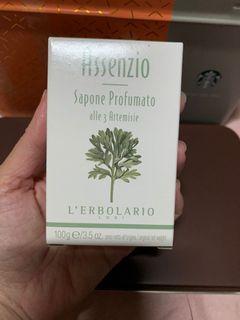 Assenzio
Sapone Profumato
alle 3 Artemisie
L'ERBOLARIO
LODI
100g e/3.5 oz.